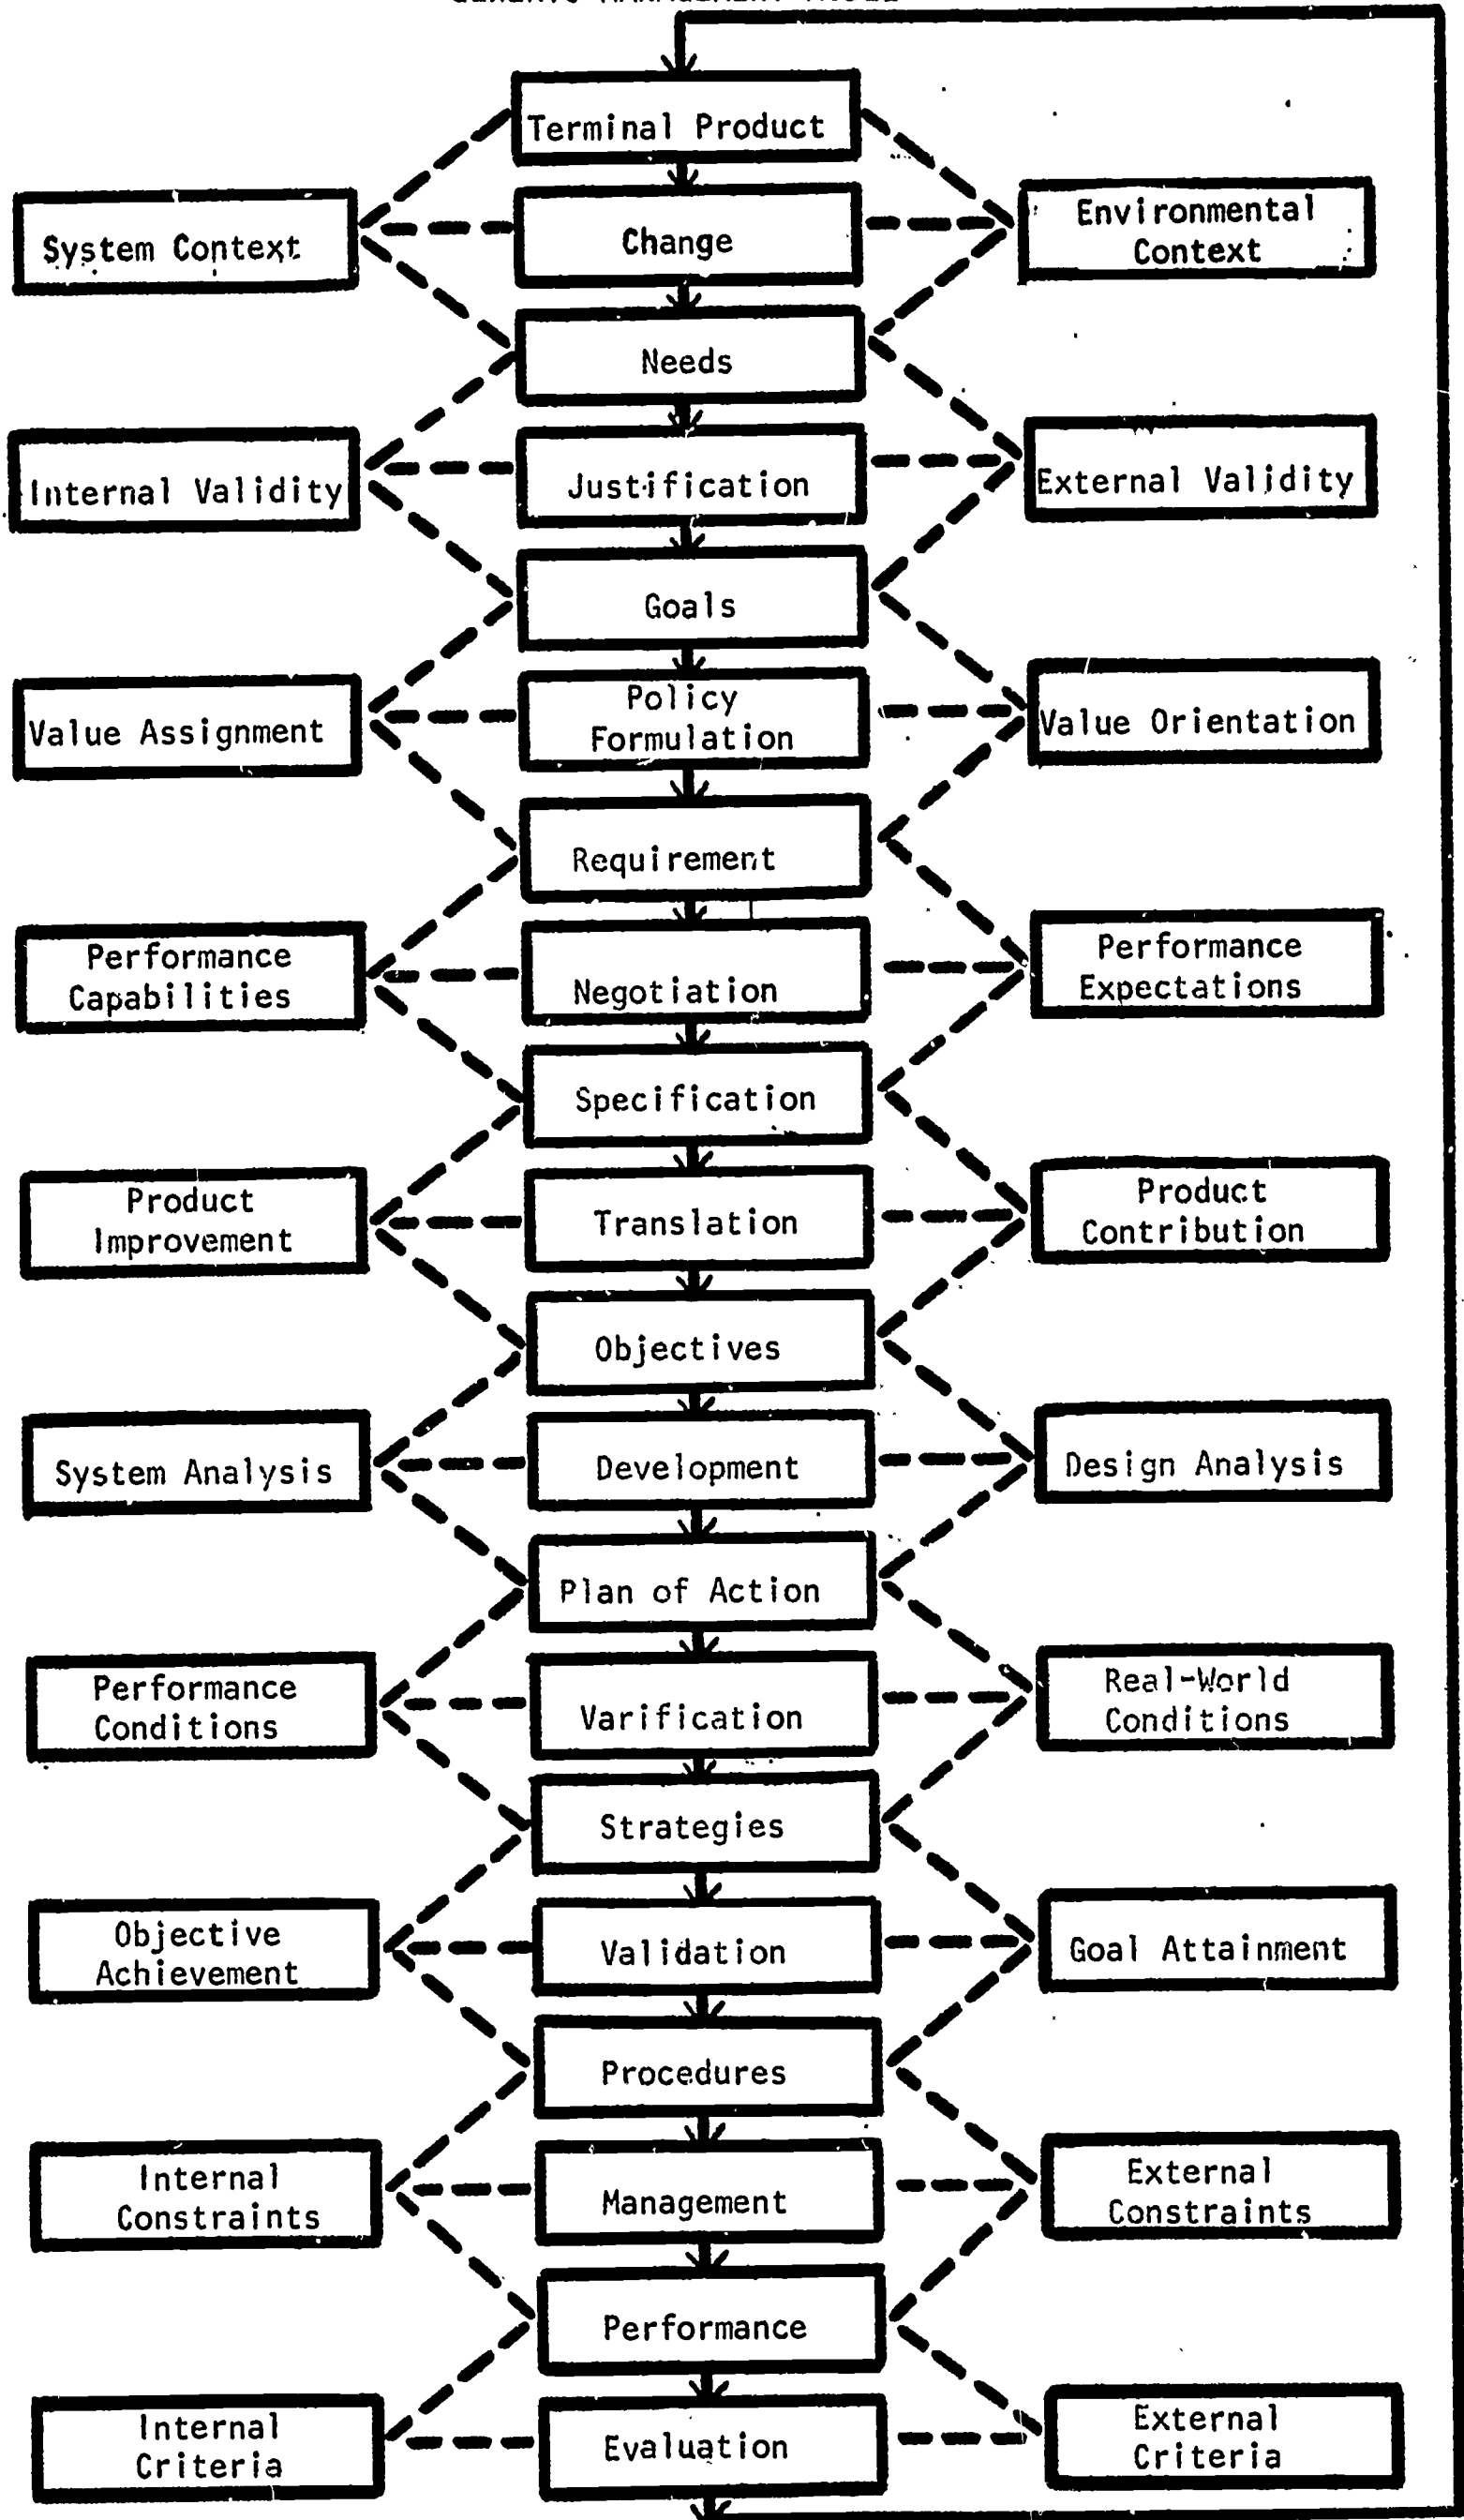 Terminal Product
System Context
Change
Environmental
Context
Needs
Internal Validity
Justification
External Validity
Goals
Value Assignment
Policy
Formulation
Value Orientation
Requirement
Performance
Capabilities
Negotiation
Performance
Expectations
Specification
Product
Improvement
Translation
Product
Contribution
Objectives
System Analysis
Development
Design Analysis
Plan of Action
Performance
Conditions
Varification
Real-World
Conditions
Strategies
Objective
Achievement
Validation
Goal Attainment
Procedures
Internal
Constraints
Management
External
Constraints
Performance
Internal
Criteria
Evaluation
External
Criteria